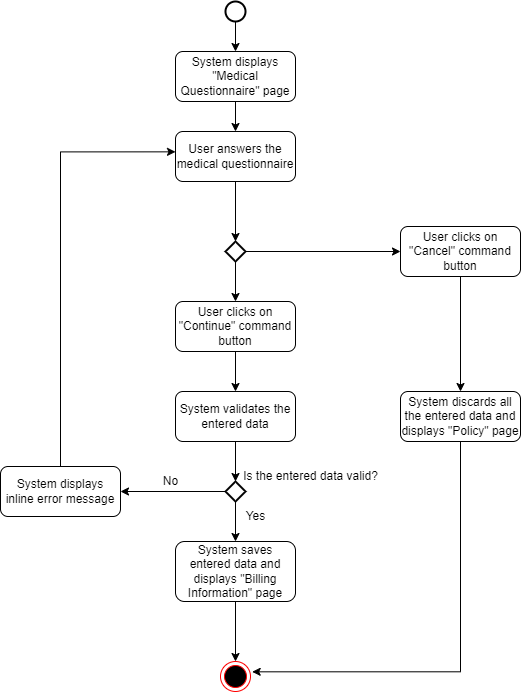 System displays
"Medical
Questionnaire" page
User answers the
medical questionnaire
User clicks on
"Cancel" command
button
User clicks on
"Continue" command
button
System validates the
entered data
System discards all
the entered data and
displays "Policy" page
Is the entered data valid?
No
System displays
inline error message
Yes
System saves
entered data and
displays "Billing
Information" page